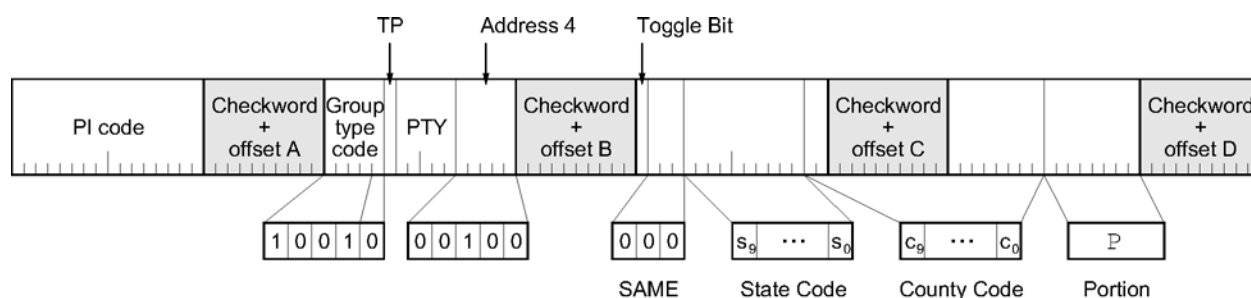 TP
Address 4
Toggle Bit
PI code
Checkword
+
offset A
Group
type
code
PTY
Checkword
+
offset B
Checkword
+
offset C
Checkword
+
offset D
1 0 0 1 0
0 0 1 0 0
0 0 0
s9 ··· s0
c9 ··· c0
P
SAME
State Code
County Code
Portion